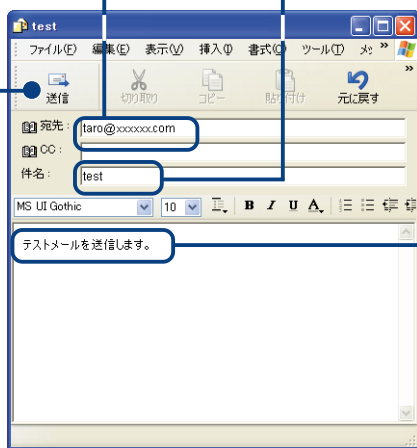 test
ファイル(F) 編集(E) 表示(V) 挿入(I) 書式(O) ツール(T) メッ »
»
送信 切り取り コピー 貼り付け 元に戻す
宛先: taro@xxxxxx.com
CC:
件名: test
MS UI Gothic 10 B I U A
テストメールを送信します。